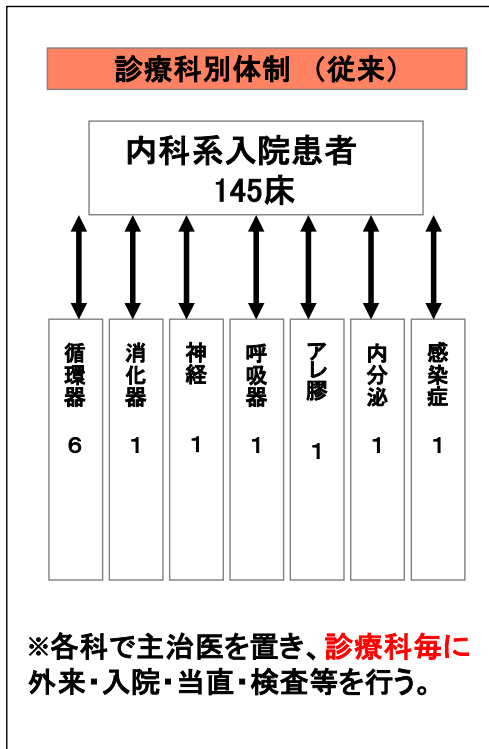 診療科別体制 （従来）
内科系入院患者
145床
循環器 6
消化器 1
神経 1
呼吸器 1
アレ膠 1
内分泌 1
感染症 1
※各科で主治医を置き、診療科毎に
外来・入院・当直・検査等を行う。